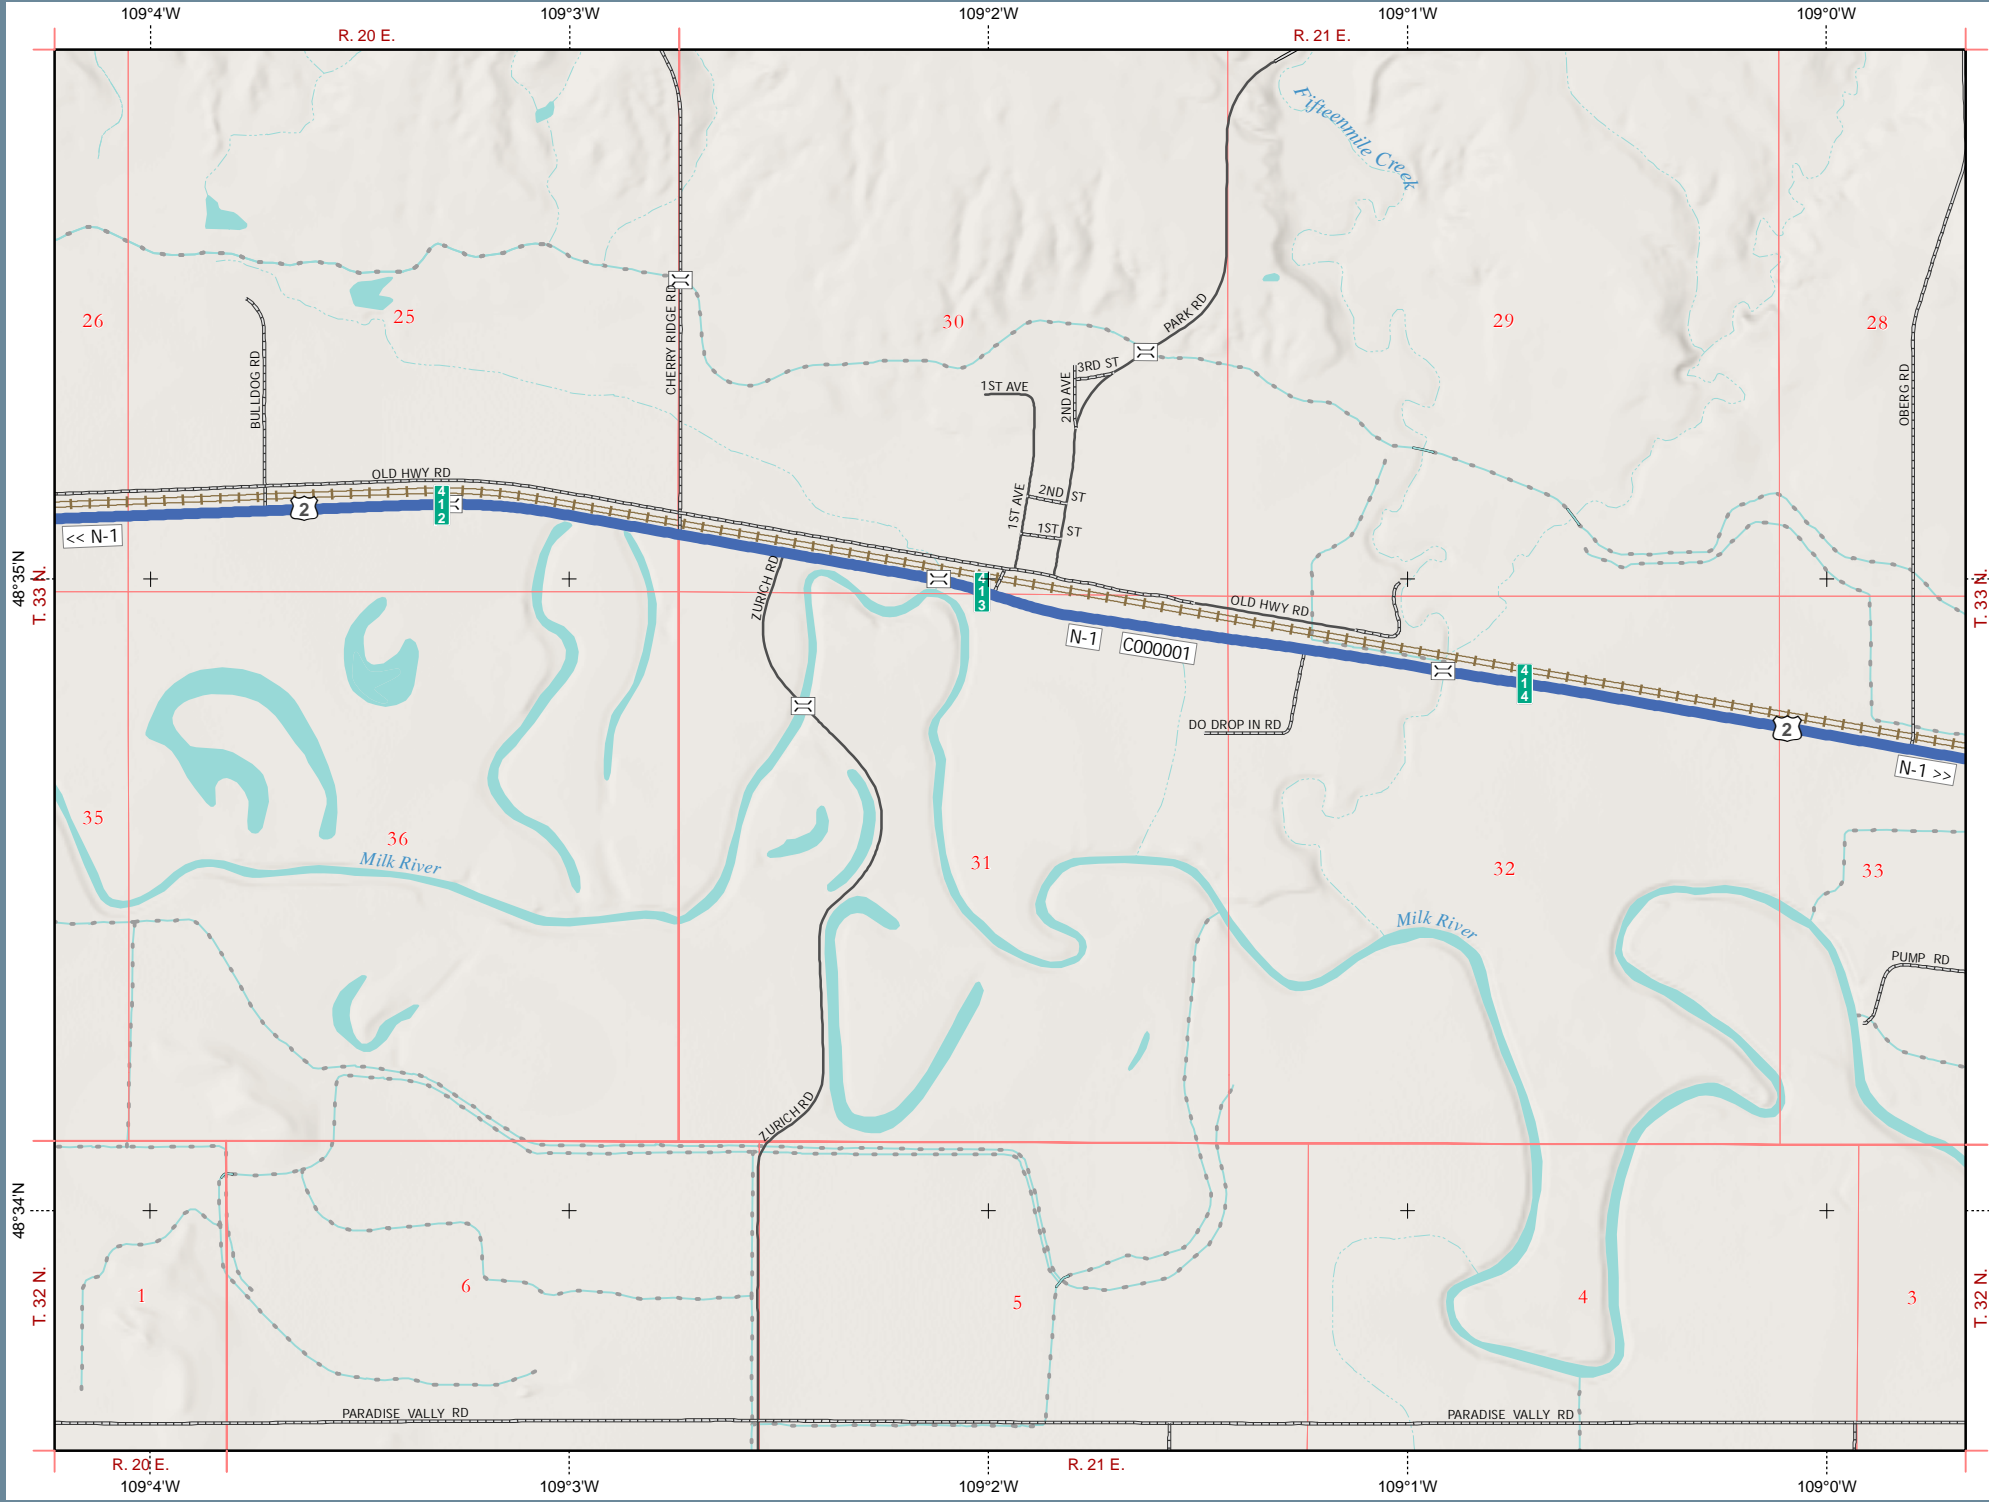 109°4'W
109°3'W
109°2'W
109°1'W
109°0'W
R. 20 E.
R. 21 E.
Fifteenmile Creek
26
25
30
29
28
CHERRY RIDGE RD
PARK RD
BULLDOG RD
3RD ST
2ND AVE
1ST AVE
OBERG RD
OLD HWY RD
412
2
<< N-1
1ST AVE
2ND ST
1ST ST
48°35'N
T. 33 N.
T. 33 N.
ZURICH RD
413
OLD HWY RD
N-1
C000001
414
DO DROP IN RD
2
N-1 >>
35
36
Milk River
31
32
33
Milk River
PUMP RD
ZURICH RD
48°34'N
T. 32 N.
T. 32 N.
1
6
5
4
3
PARADISE VALLY RD
PARADISE VALLY RD
R. 20 E.
R. 21 E.
109°4'W
109°3'W
109°2'W
109°1'W
109°0'W